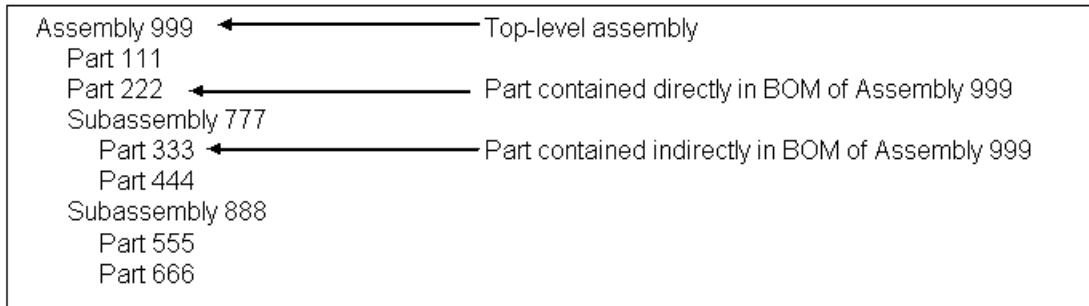 Assembly 999 Top-level assembly
Part 111
Part 222 Part contained directly in BOM of Assembly 999
Subassembly 777
Part 333 Part contained indirectly in BOM of Assembly 999
Part 444
Subassembly 888
Part 555
Part 666